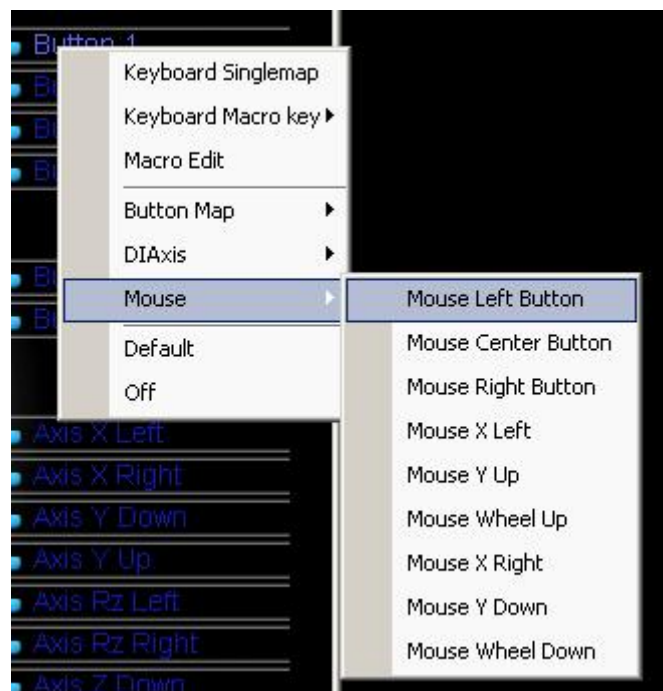 Button 1
Keyboard Singlemap
Keyboard Macro key
Macro Edit
Button Map
DIAxis
Mouse
Default
Off
Mouse Left Button
Mouse Center Button
Mouse Right Button
Mouse X Left
Mouse Y Up
Mouse Wheel Up
Mouse X Right
Mouse Y Down
Mouse Wheel Down
Axis X Left
Axis X Right
Axis Y Down
Axis Y Up
Axis Rz Left
Axis Rz Right
Axis Z Down